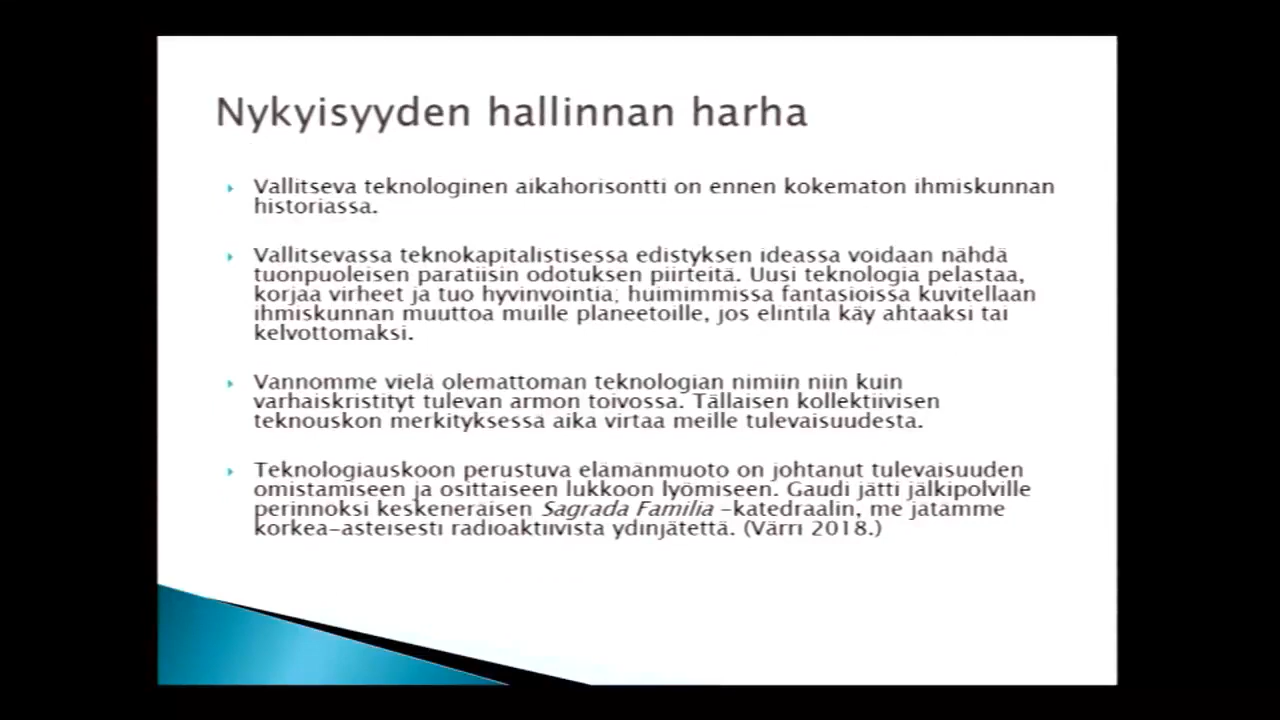 Nykyisyyden hallinnan harha
Vallitseva teknologinen aikahorisontti on ennen kokematon ihmiskunnan
historiassa.
Vallitsevassa teknokapitalistisessa edistyksen ideassa voidaan nähdä
tuonpuoleisen paratiisin odotuksen piirteitä. Uusi teknologia pelastaa,
korjaa virheet ja tuo hyvinvointia; huimimmissa fantasioissa kuvitellaan
ihmiskunnan muuttoa muille planeetoille, jos elintila käy ahtaaksi tai
kelvottomaksi.
Vannomme vielä olemattoman teknologian nimiin niin kuin
varhaiskristityt tulevan armon toivossa. Tällaisen kollektiivisen
teknouskon merkityksessä aika virtaa meille tulevaisuudesta.
Teknologiauskoon perustuva elämänmuoto on johtanut tulevaisuuden
omistamiseen ja osittaiseen lukkoon lyömiseen. Gaudi jätti jälkipolville
perinnöksi keskeneräisen Sagrada Familia -katedraalin, me jätämme
korkea-asteisesti radioaktiivista ydinjätettä. (Värri 2018.)